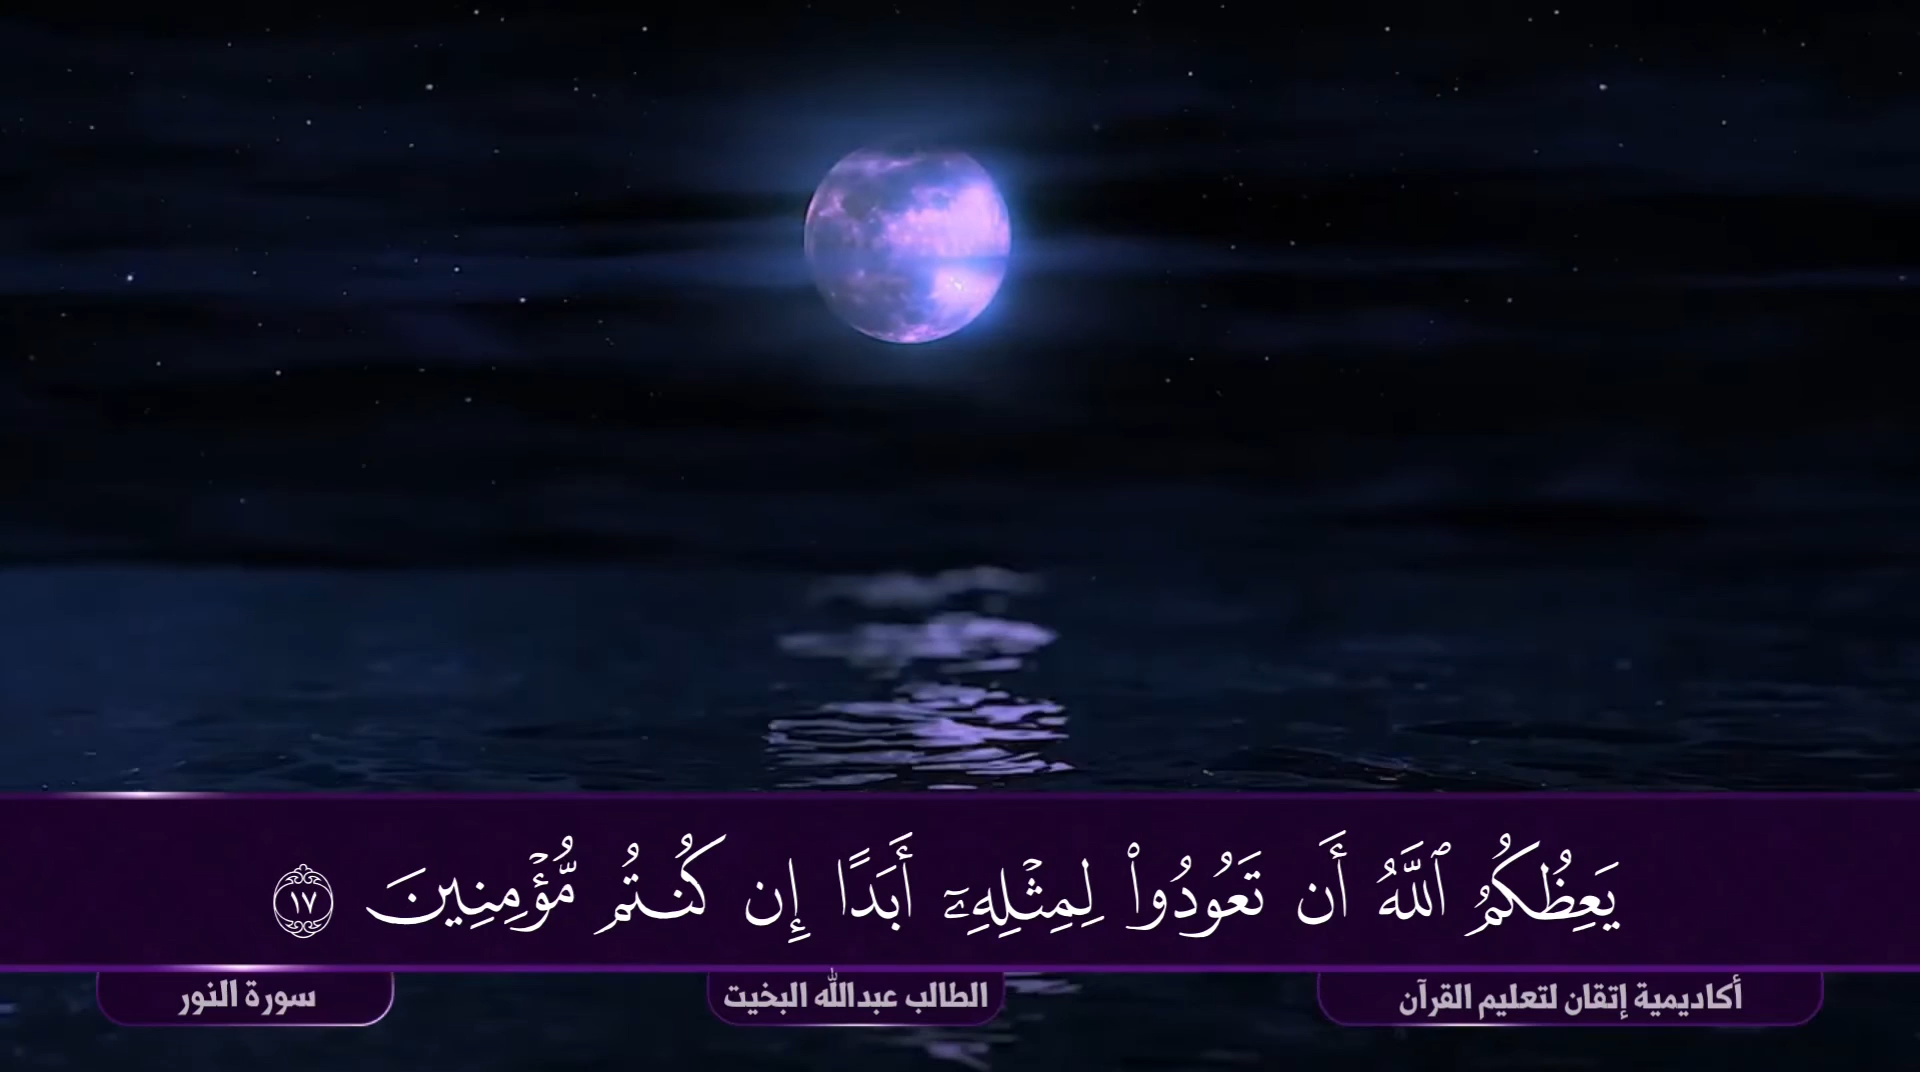 يَعِظُكُمُ ٱللَّهُ أَن تَعُودُوا۟ لِمِثْلِهِۦٓ أَبَدًا إِن كُنتُم مُّؤْمِنِينَ ١٧
أكاديمية إتقان لتعليم القرآن
الطالب عبدالله البخيت
سورة النور